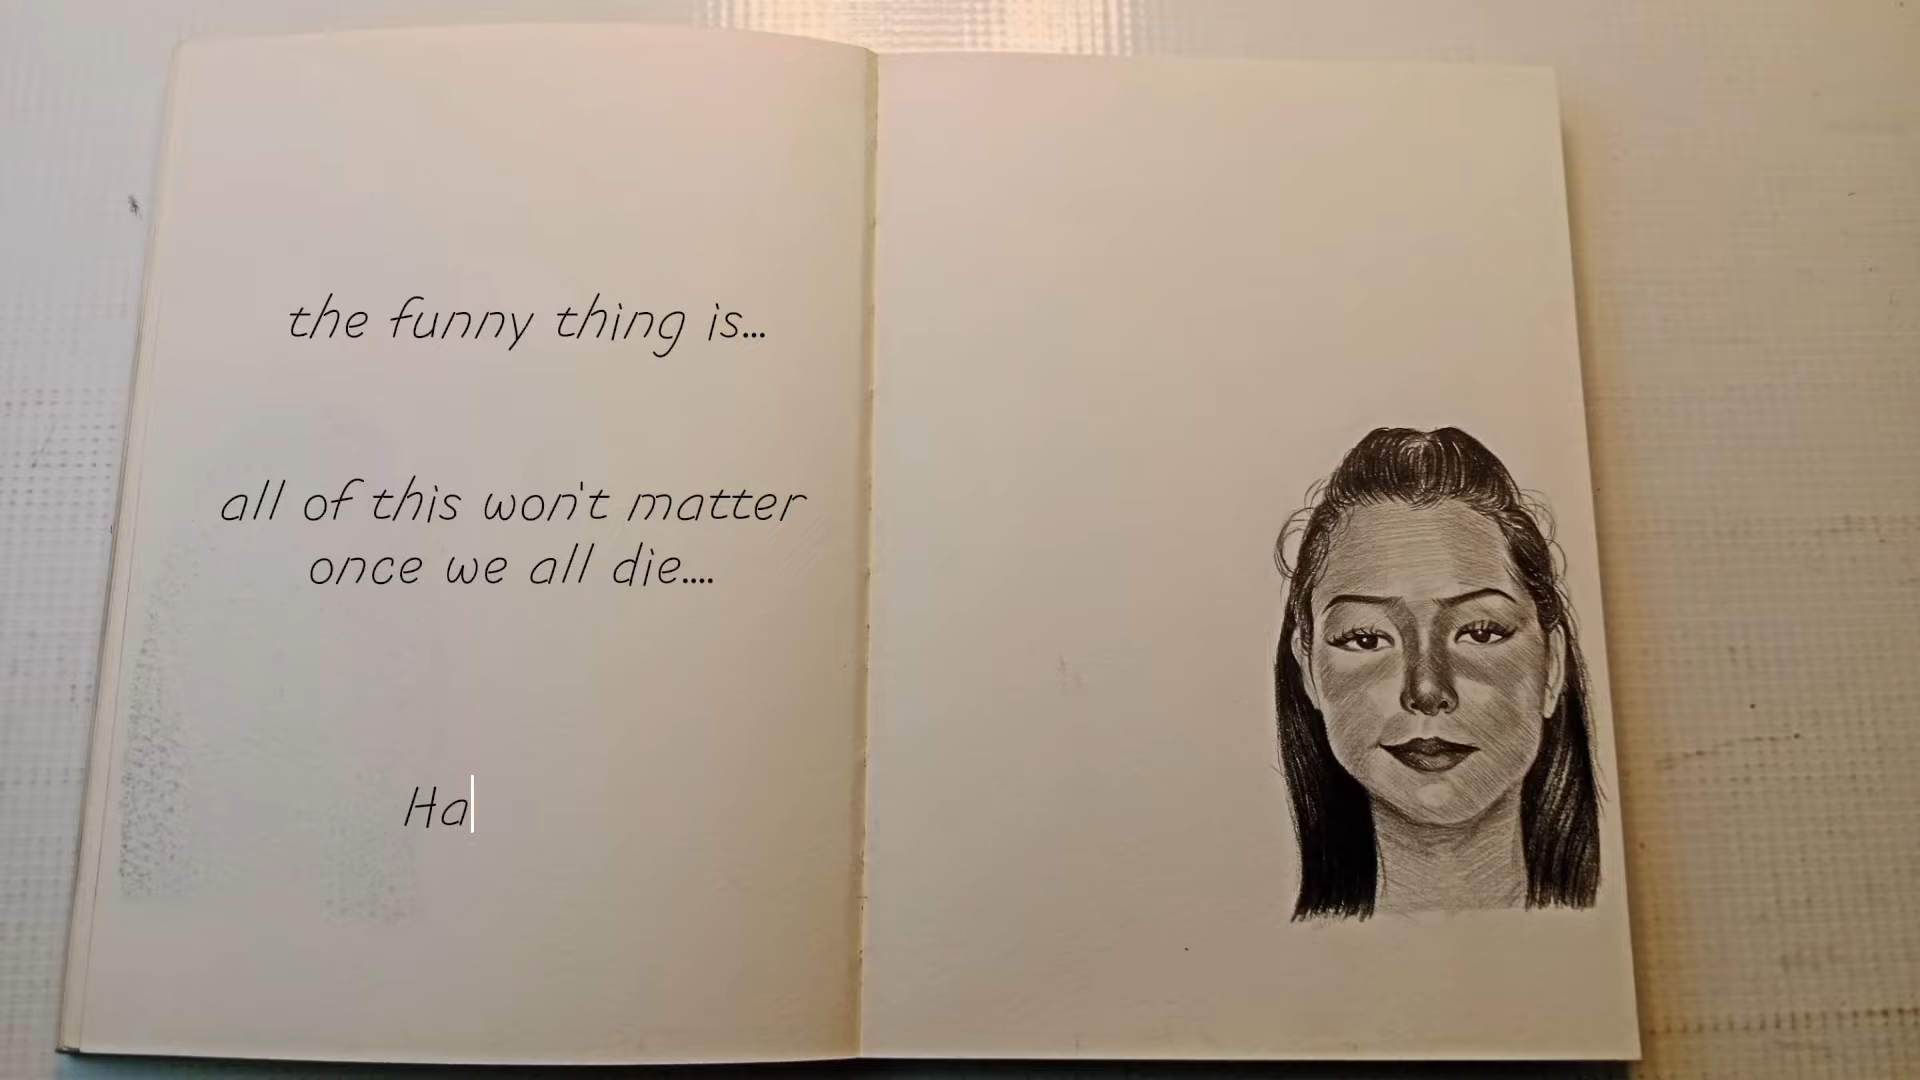 the funny thing is...
all of this won't matter
once we all die....
Ha